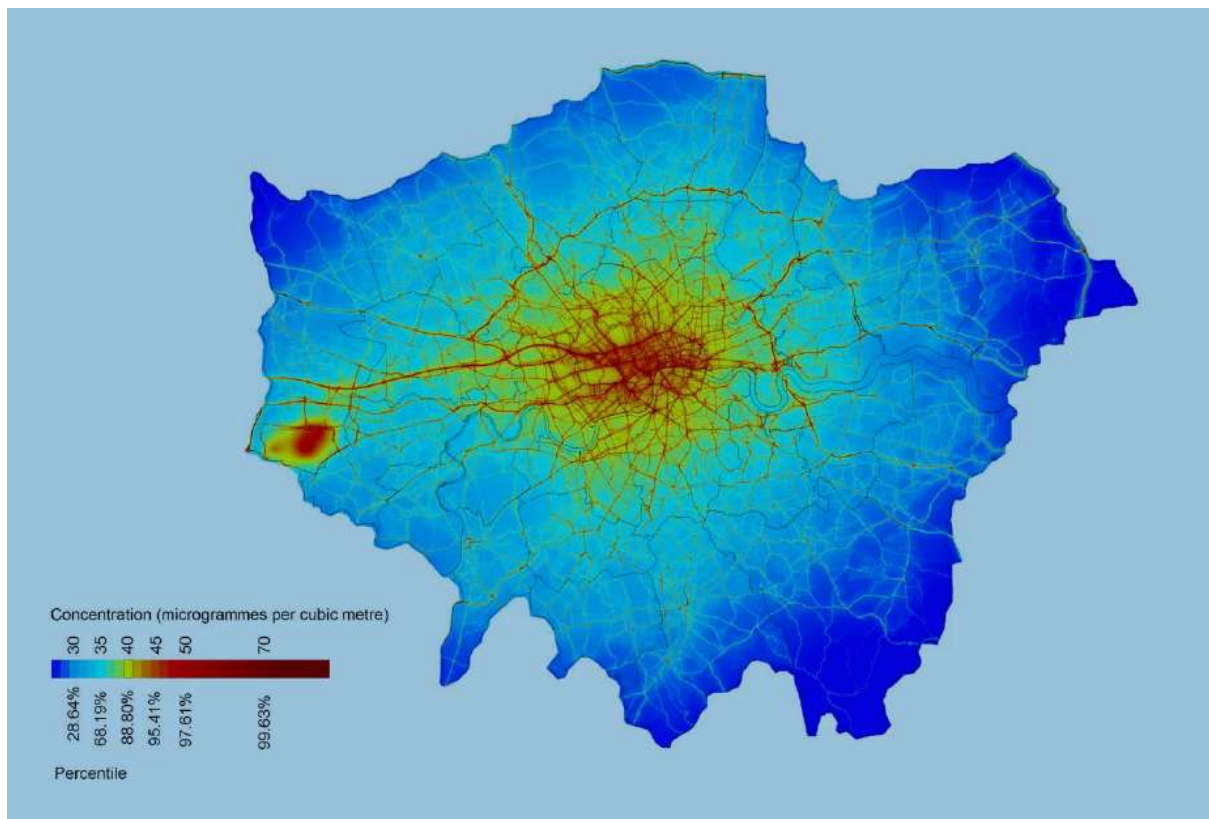 Concentration (microgrammes per cubic metre)
30 35 40 45 50 70
28.64% 68.19% 88.80% 95.41% 97.61% 99.63%
Percentile